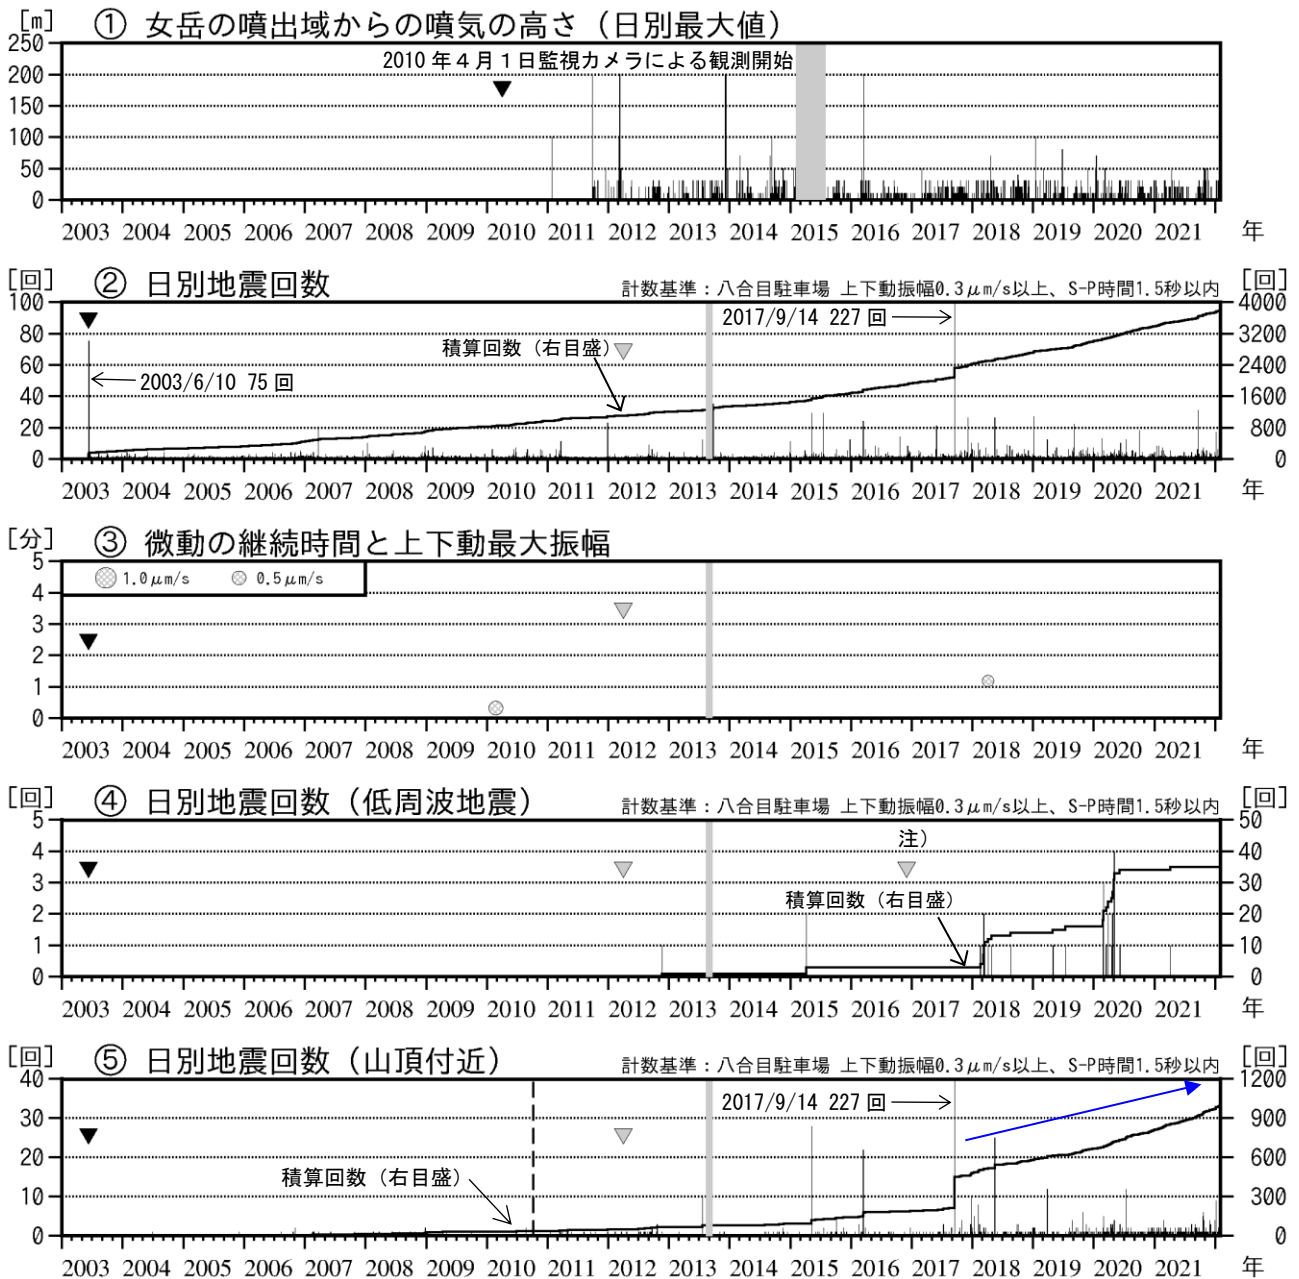 [m] ① 女岳の噴出域からの噴気の高さ（日別最大値）
250
2010 年４月１日監視カメラによる観測開始
200
150
100
50
0
2003 2004 2005 2006 2007 2008 2009 2010 2011 2012 2013 2014 2015 2016 2017 2018 2019 2020 2021 年
[回] ② 日別地震回数 計数基準：八合目駐車場 上下動振幅0.3μm/s以上、S-P時間1.5秒以内 [回]
100 4000
2017/9/14 227 回
80 3200
積算回数（右目盛）
60 2400
2003/6/10 75 回
40 1600
20 800
0 0
2003 2004 2005 2006 2007 2008 2009 2010 2011 2012 2013 2014 2015 2016 2017 2018 2019 2020 2021 年
[分] ③ 微動の継続時間と上下動最大振幅
5
1.0μm/s 0.5μm/s
4
3
2
1
0
2003 2004 2005 2006 2007 2008 2009 2010 2011 2012 2013 2014 2015 2016 2017 2018 2019 2020 2021 年
[回] ④ 日別地震回数（低周波地震） 計数基準：八合目駐車場 上下動振幅0.3μm/s以上、S-P時間1.5秒以内 [回]
5 50
注）
4 40
3 30
積算回数（右目盛）
2 20
1 10
0 0
2003 2004 2005 2006 2007 2008 2009 2010 2011 2012 2013 2014 2015 2016 2017 2018 2019 2020 2021 年
[回] ⑤ 日別地震回数（山頂付近） 計数基準：八合目駐車場 上下動振幅0.3μm/s以上、S-P時間1.5秒以内 [回]
40 1200
2017/9/14 227 回
30 900
20 600
積算回数（右目盛）
10 300
0 0
2003 2004 2005 2006 2007 2008 2009 2010 2011 2012 2013 2014 2015 2016 2017 2018 2019 2020 2021 年